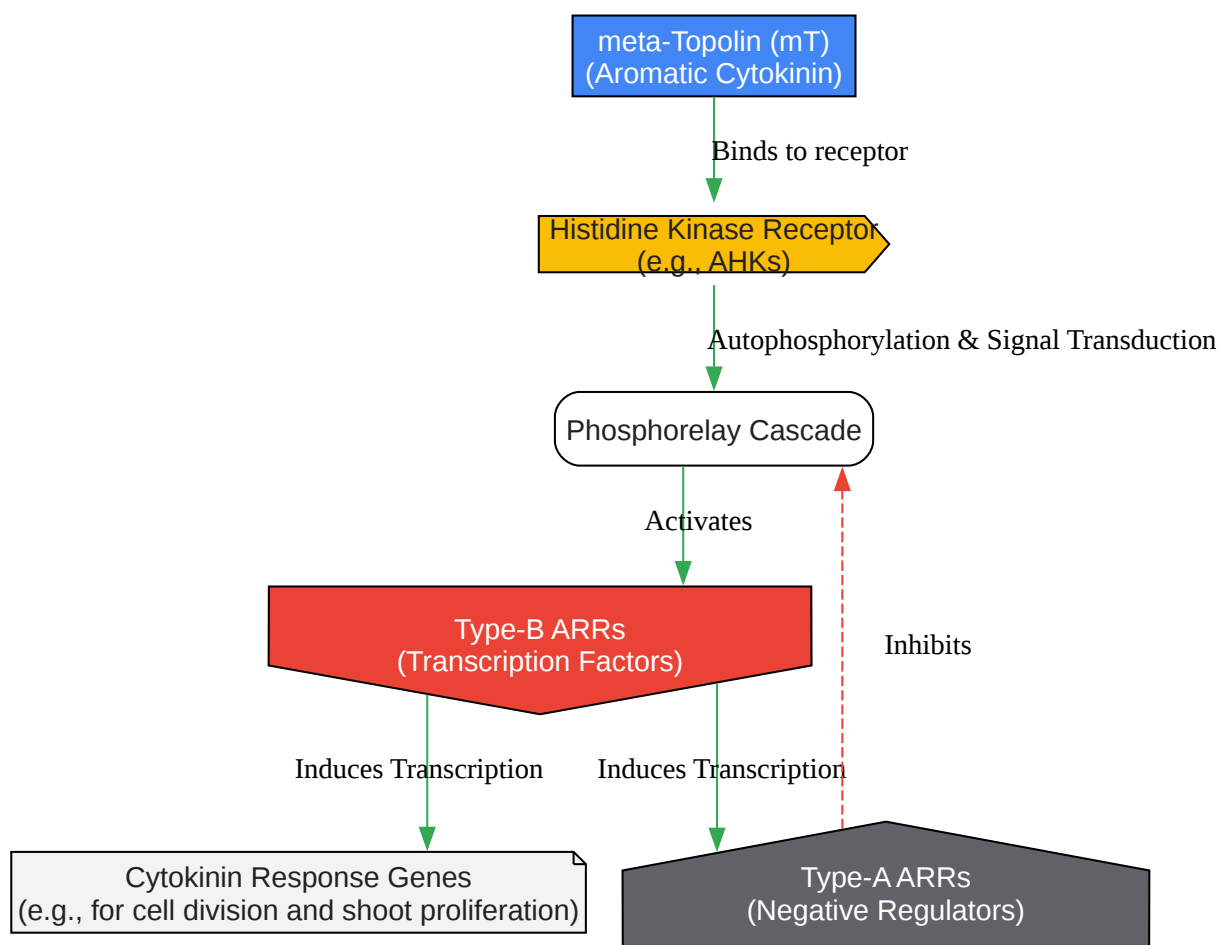 meta-Topolin (mT)
(Aromatic Cytokinin)
Binds to receptor
Histidine Kinase Receptor
(e.g., AHKs)
Autophosphorylation & Signal Transduction
Phosphorelay Cascade
Activates
Type-B ARRs
(Transcription Factors)
Inhibits
Induces Transcription
Induces Transcription
Cytokinin Response Genes
(e.g., for cell division and shoot proliferation)
Type-A ARRs
(Negative Regulators)